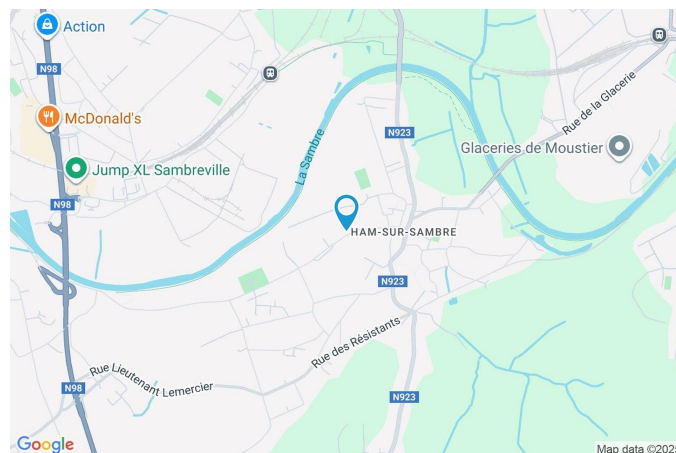 Action
N98
McDonald's
Jump XL Sambreville
N98
La Sambre
N923
Rue de la Glacerie
Glaceries de Moustier
HAM-SUR-SAMBRE
N923
Rue des Résistants
Rue Lieutenant Lemercier
N98
N923
Google
Map data ©2025